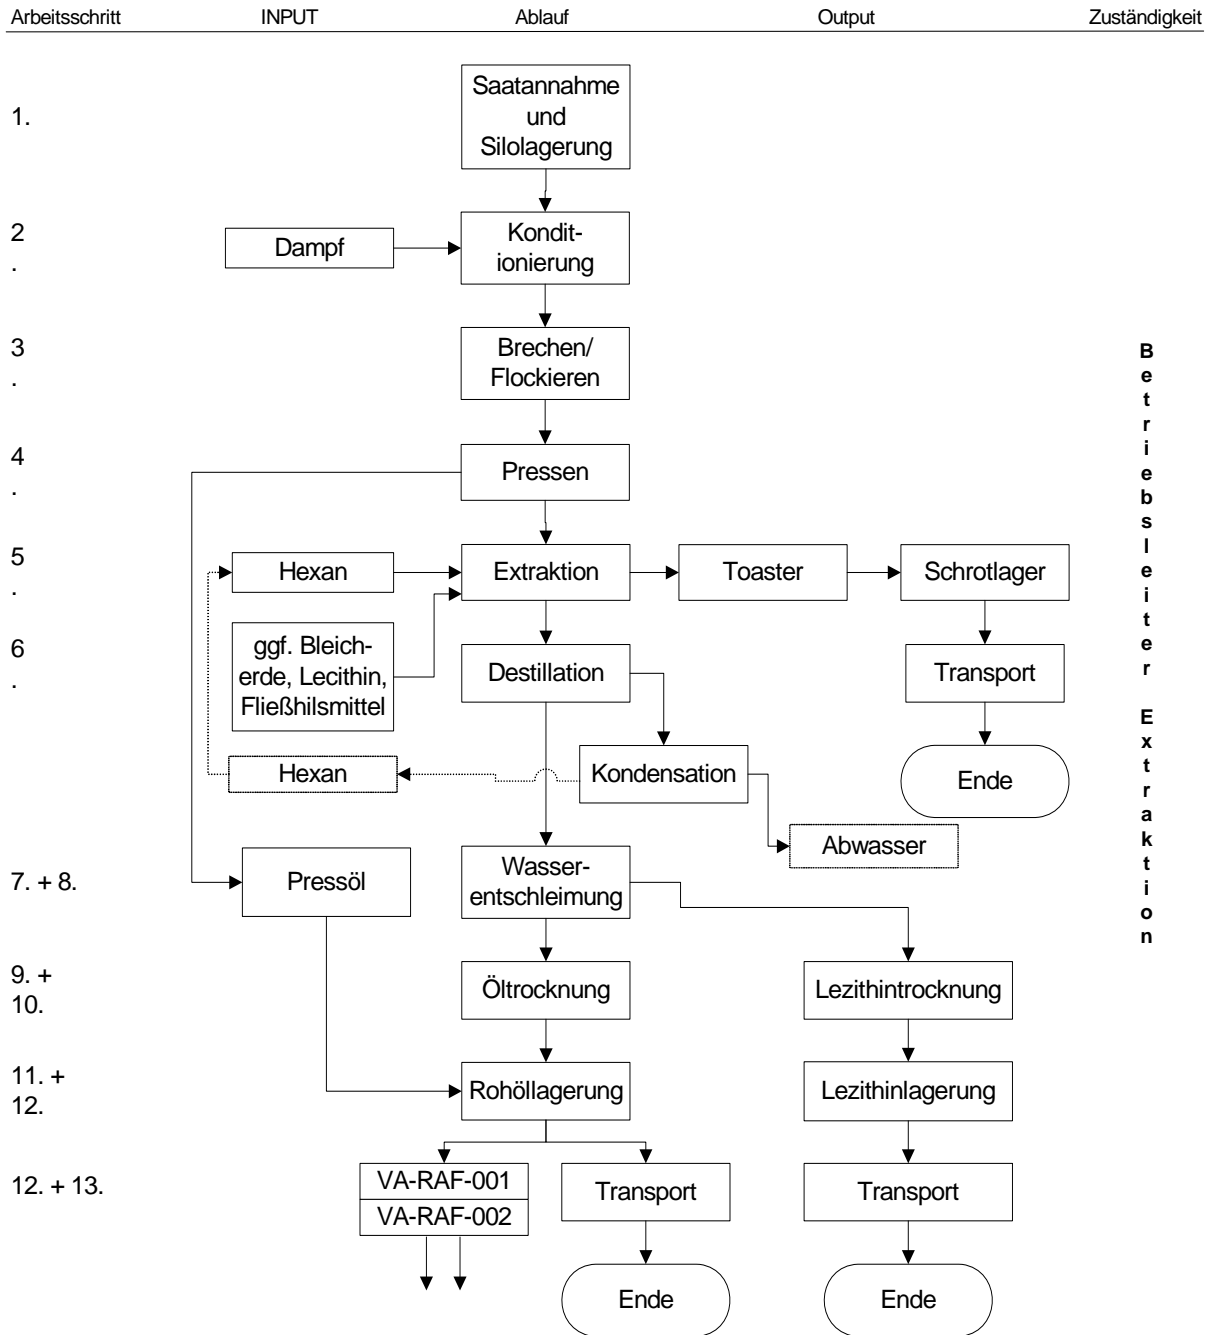 Arbeitsschritt INPUT Ablauf Output Zuständigkeit
1.
Saatannahme
und
Silolagerung
2
.
Dampf
Kondit-
ionierung
3
.
Brechen/
Flockieren
4
.
Pressen
5
.
Hexan
Extraktion
Toaster
Schrotlager
6
.
ggf. Bleich-
erde, Lecithin,
Fließhilsmittel
Destillation
Transport
Hexan
Kondensation
Ende
Abwasser
7. + 8.
Pressöl
Wasser-
entschleimung
9. +
10.
Öltrocknung
Lezithintrocknung
11. +
12.
Rohöllagerung
Lezithinlagerung
12. + 13.
VA-RAF-001
VA-RAF-002
Transport
Transport
Ende
Ende
Betriebsleiter Extraktion